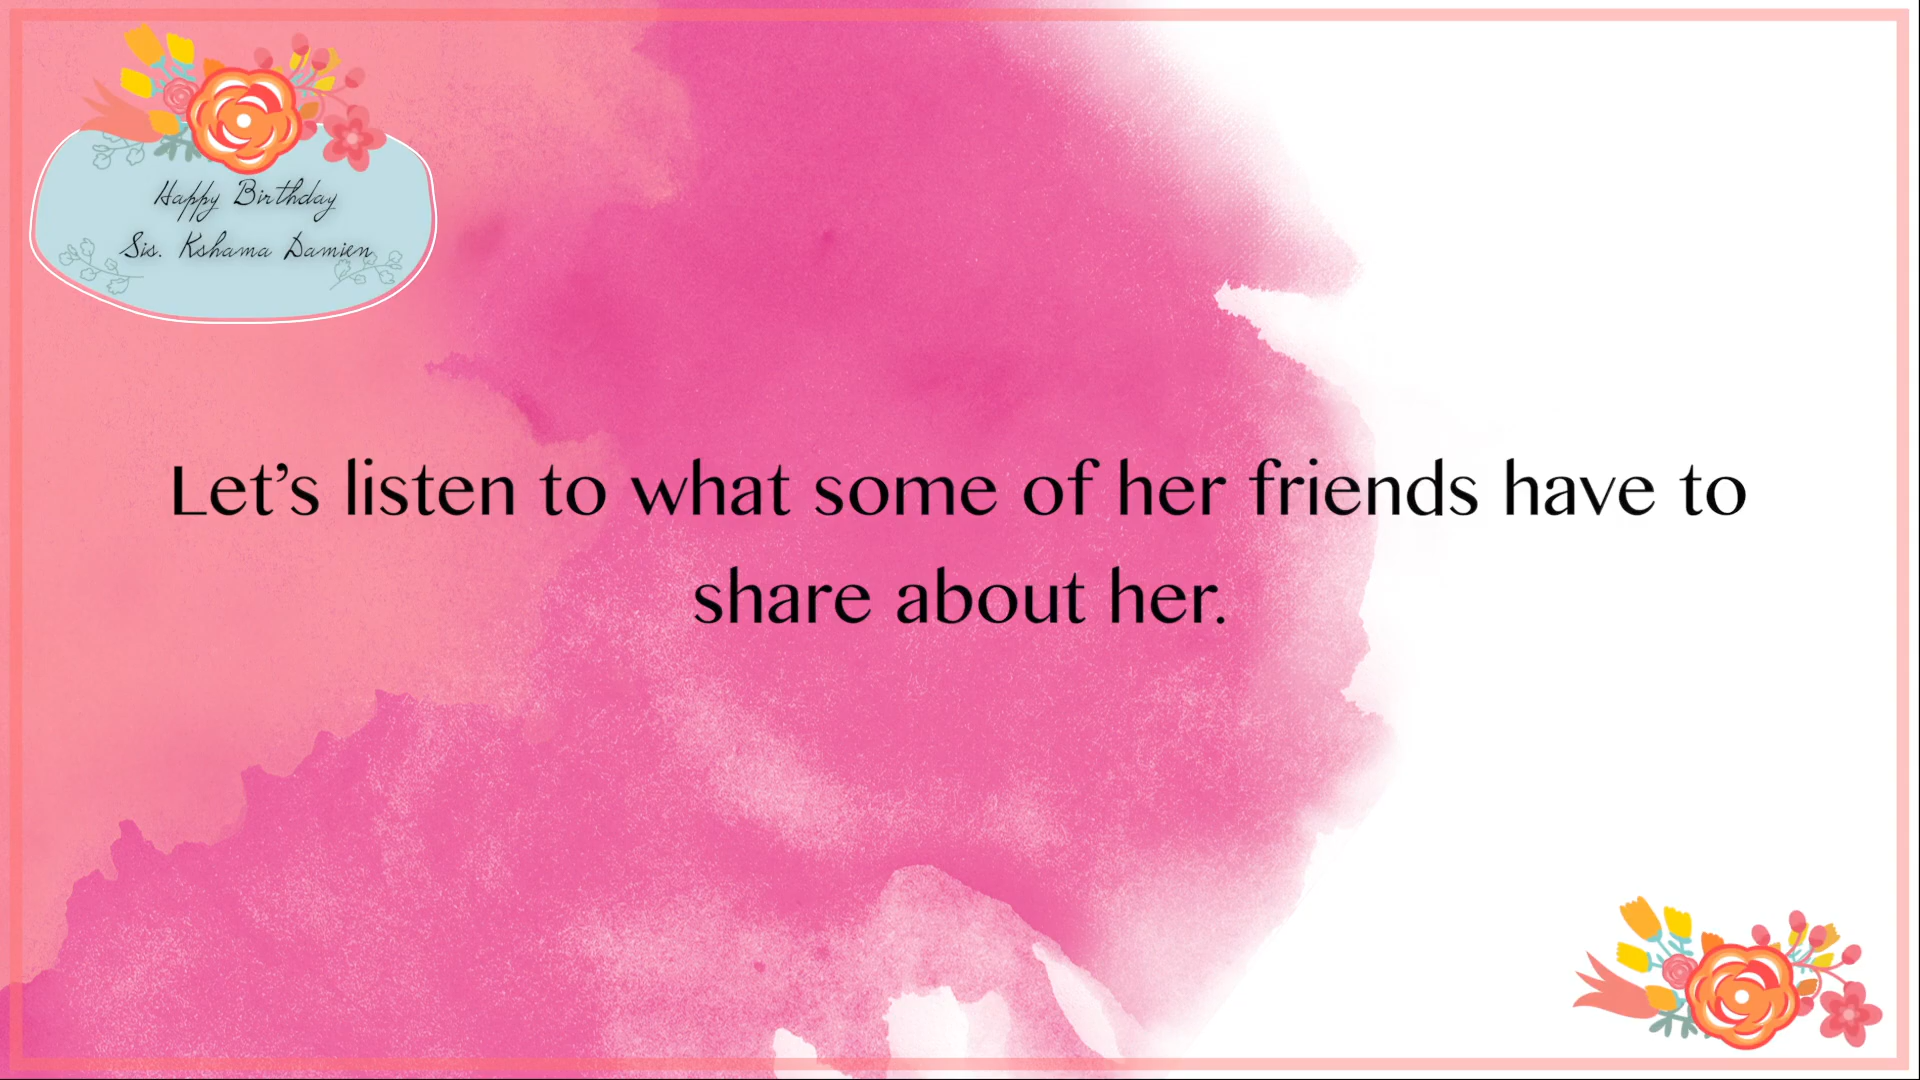 Happy Birthday
Sis. Kshama Damien
Let’s listen to what some of her friends have to
share about her.